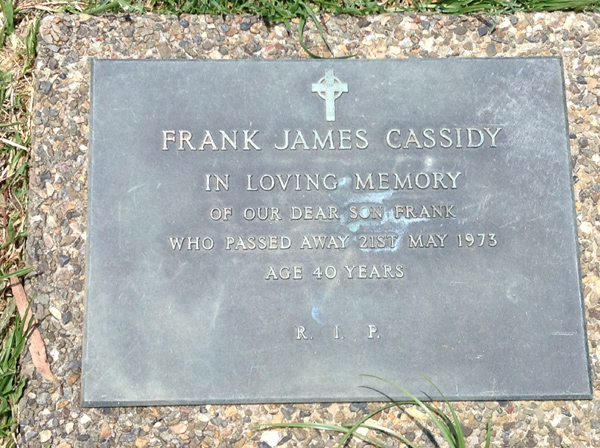 FRANK JAMES CASSIDY
IN LOVING MEMORY
OF OUR DEAR SON FRANK
WHO PASSED AWAY 21ST MAY 1973
AGE 40 YEARS
R. I. P.